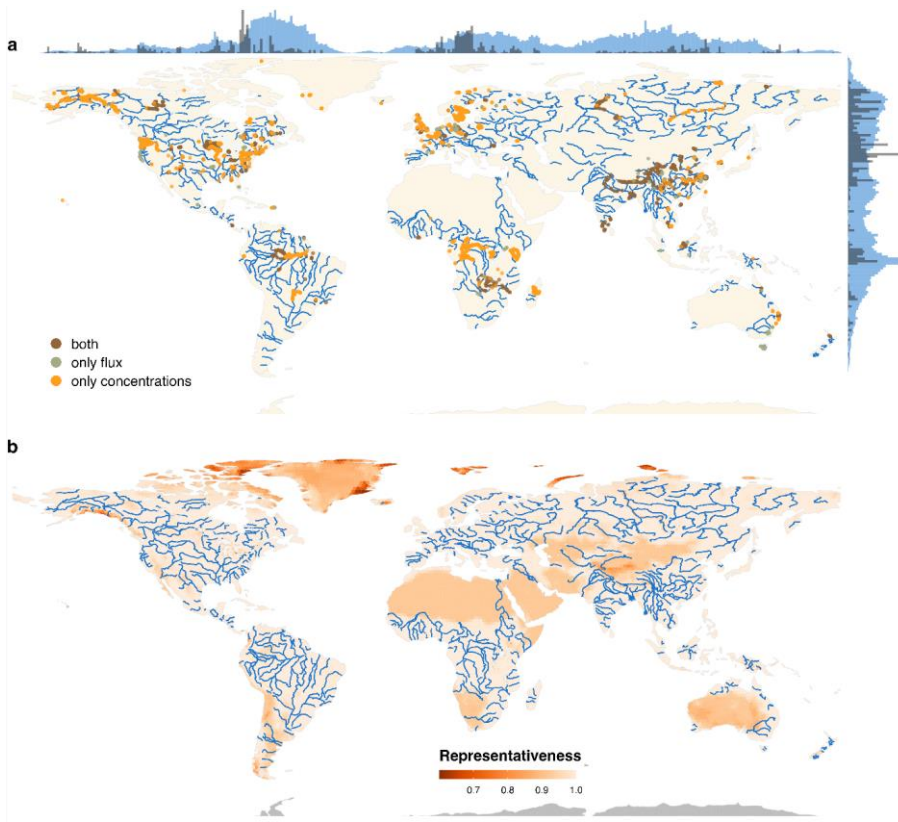 a
both
only flux
only concentrations
b
Representativeness
0.7 0.8 0.9 1.0